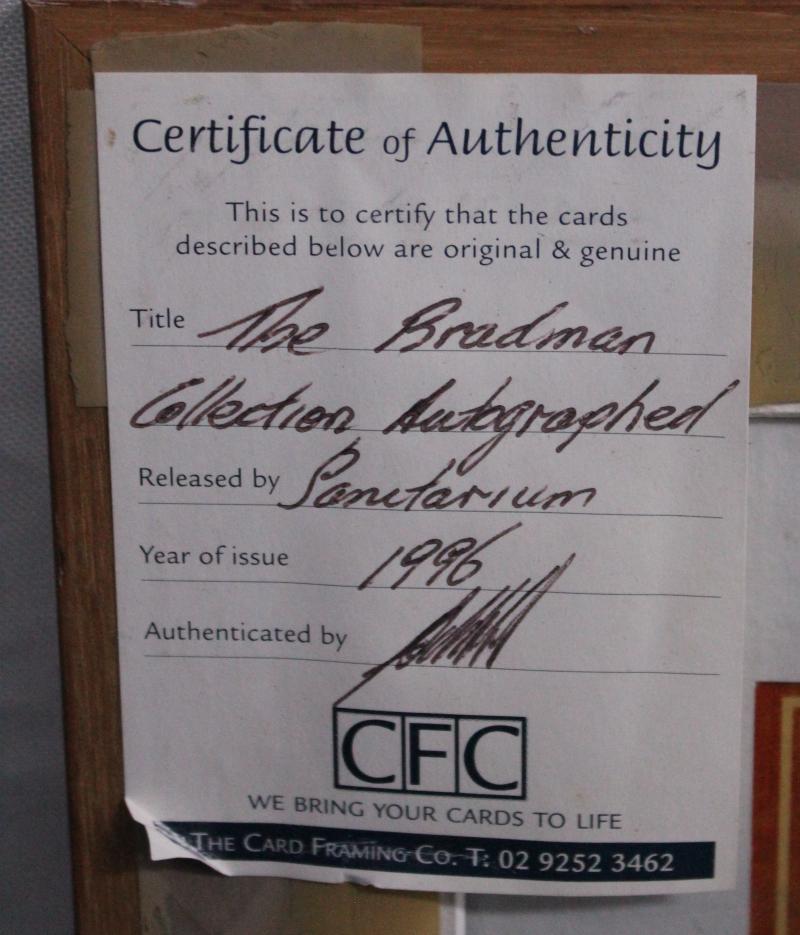 Certificate of Authenticity
This is to certify that the cards
described below are original & genuine
Title The Bradman
Collection Autographed
Released by Sanitarium
Year of issue 1996
Authenticated by
CFC
WE BRING YOUR CARDS TO LIFE
THE CARD FRAMING CO. T: 02 9252 3462